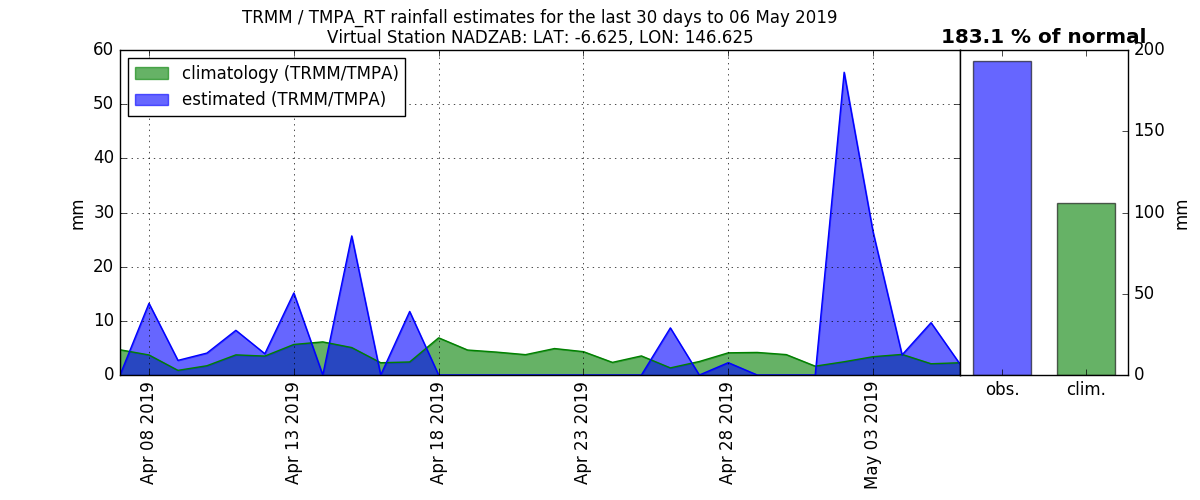 TRMM / TMPA_RT rainfall estimates for the last 30 days to 06 May 2019
Virtual Station NADZAB: LAT: -6.625, LON: 146.625
183.1 % of normal
climatology (TRMM/TMPA)
estimated (TRMM/TMPA)
60
50
40
30
20
10
0
mm
Apr 08 2019
Apr 13 2019
Apr 18 2019
Apr 23 2019
Apr 28 2019
May 03 2019
200
150
100
50
0
mm
obs.
clim.